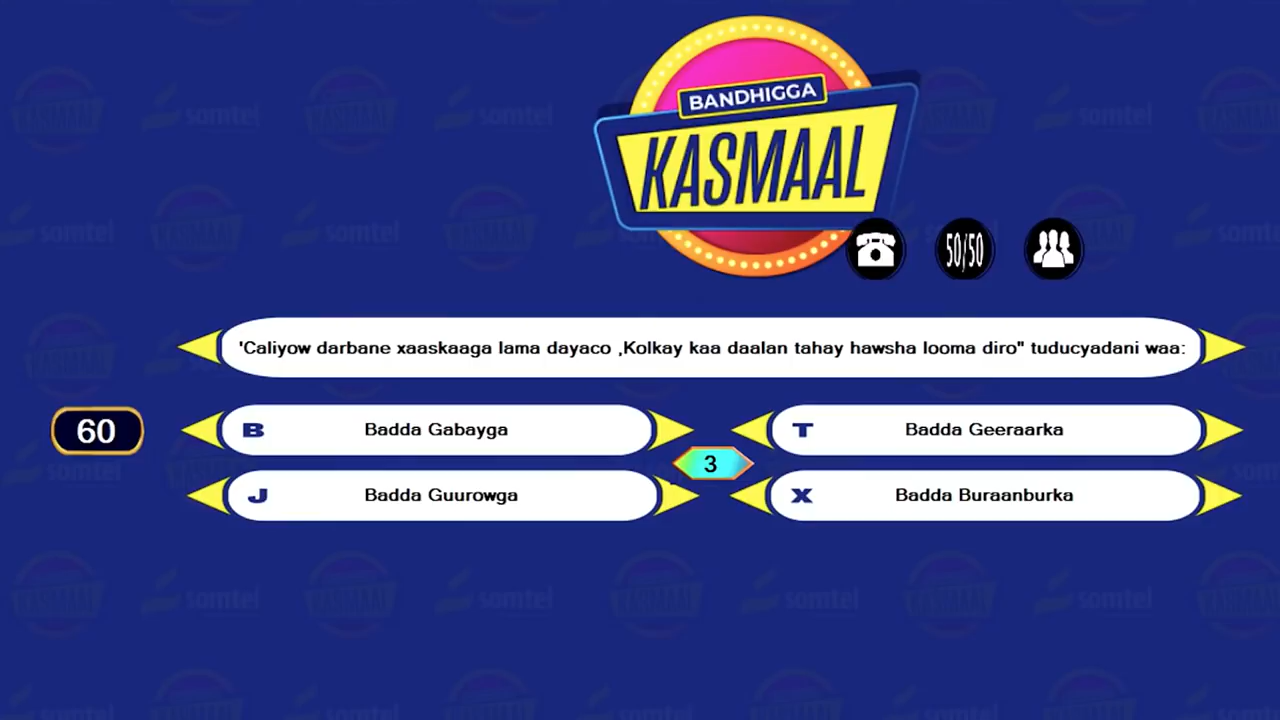 BANDHIGGA
KASMAAL
50/50
'Caliyow darbane xaaskaaga lama dayaco ,Kolkay kaa daalan tahay hawsha looma diro" tuducyadani waa:
60
B Badda Gabayga
T Badda Geeraarka
3
J Badda Guurowga
X Badda Buraanburka
somtel